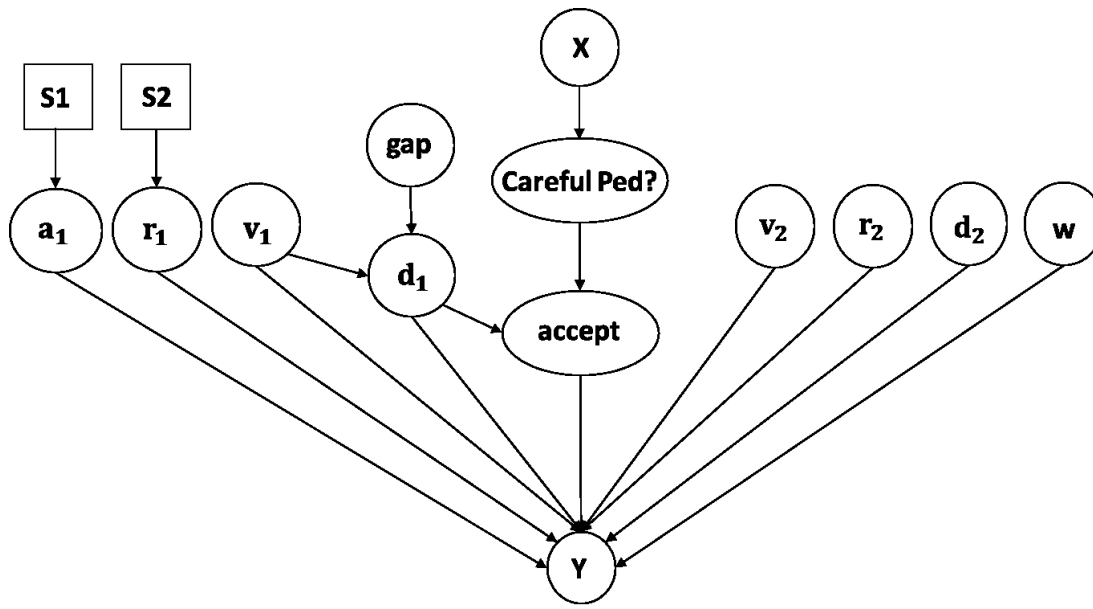 X
S1
S2
gap
Careful Ped?
a₁
r₁
v₁
v₂
r₂
d₂
w
d₁
accept
Y